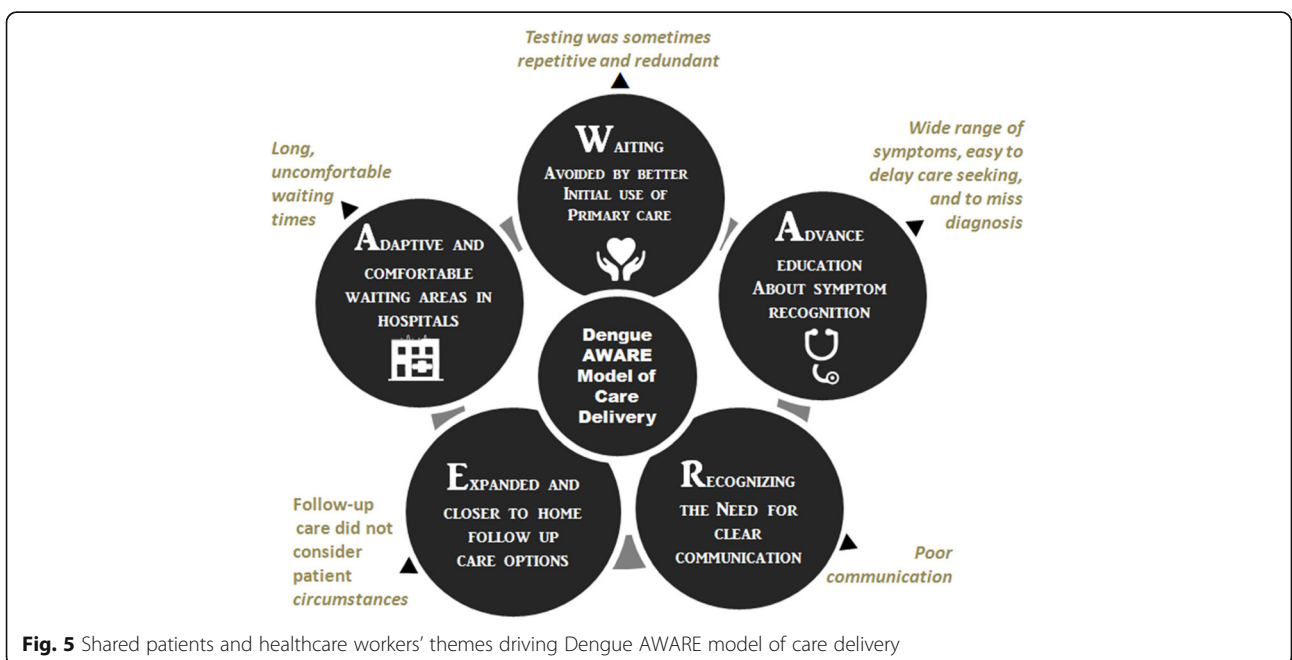 Testing was sometimes
repetitive and redundant
WAITING
AVOIDED BY BETTER
INITIAL USE OF
PRIMARY CARE
Long,
uncomfortable
waiting
times
ADAPTIVE AND
COMFORTABLE
WAITING AREAS IN
HOSPITALS
Wide range of
symptoms, easy to
delay care seeking,
and to miss
diagnosis
ADVANCE
EDUCATION
ABOUT SYMPTOM
RECOGNITION
Dengue
AWARE
Model of
Care
Delivery
EXPANDED AND
CLOSER TO HOME
FOLLOW UP
CARE OPTIONS
Follow-up
care did not
consider
patient
circumstances
RECOGNIZING
THE NEED FOR
CLEAR
COMMUNICATION
Poor
communication
Fig. 5 Shared patients and healthcare workers’ themes driving Dengue AWARE model of care delivery